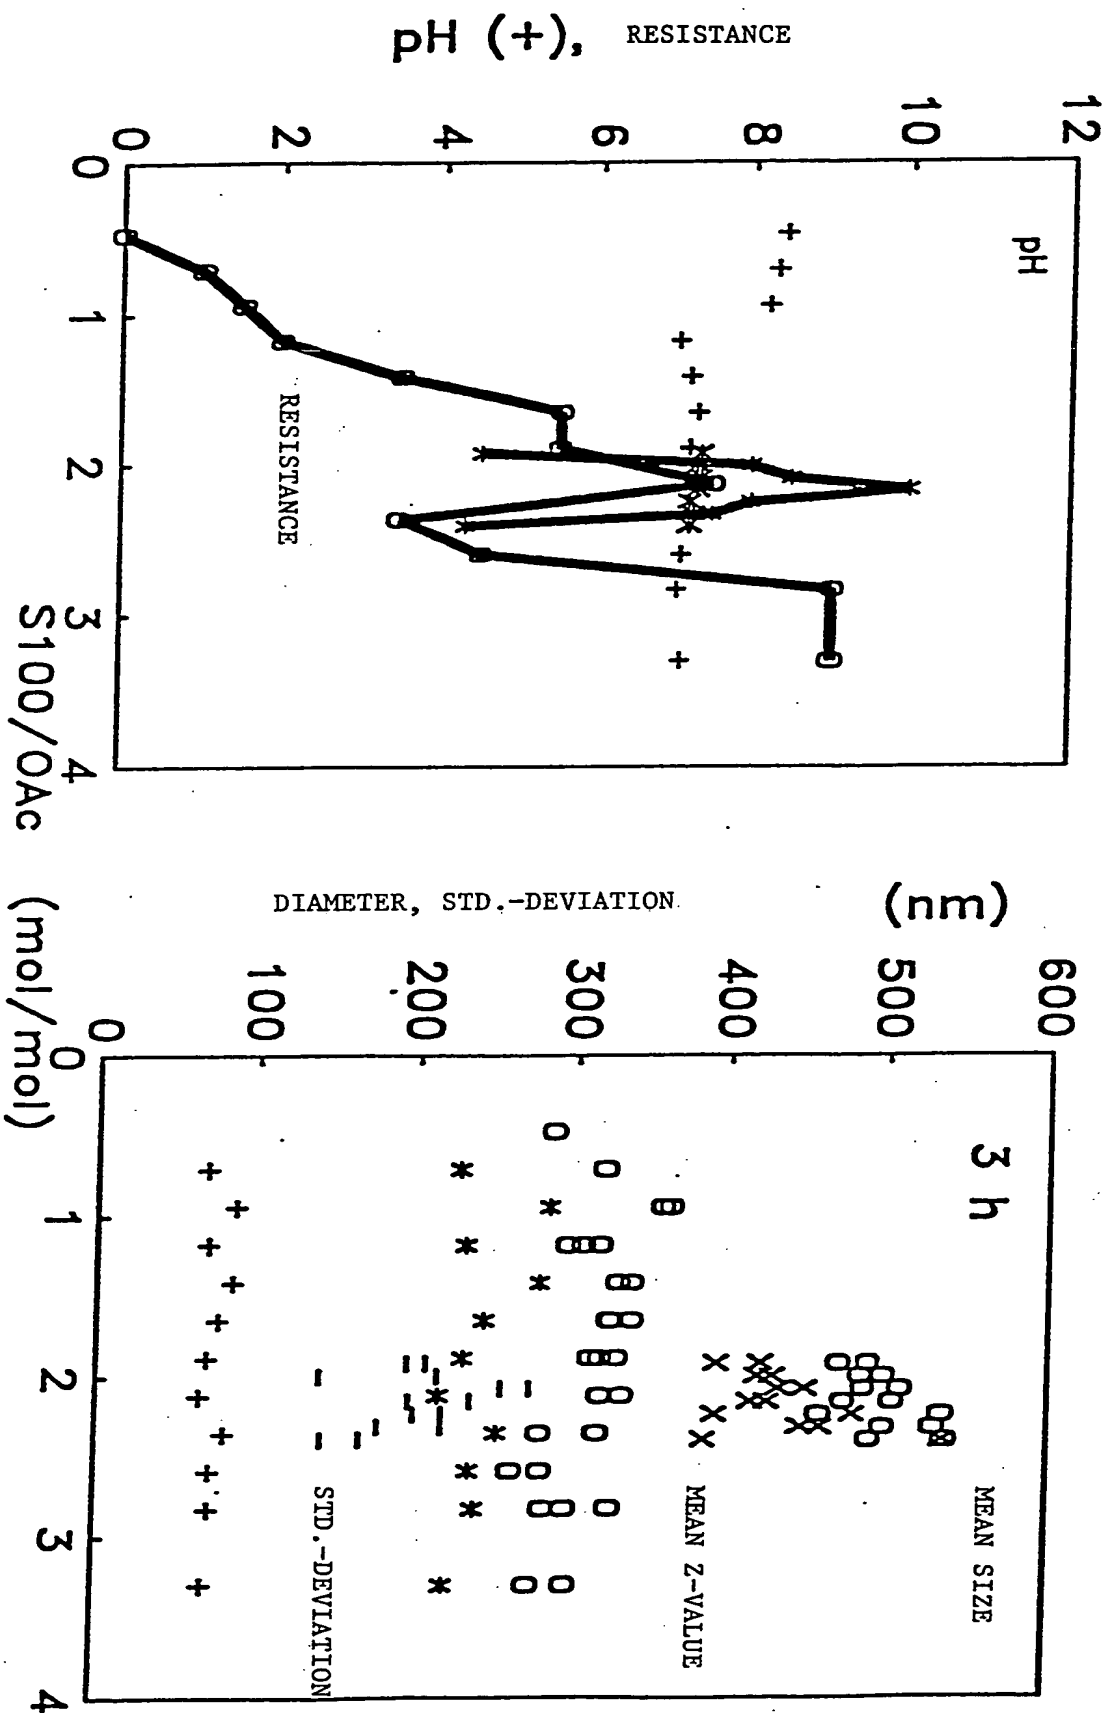 pH (+), RESISTANCE
12
10
8
6
4
2
0
pH
RESISTANCE
0
1
2
3
4
(nm)
DIAMETER, STD.-DEVIATION
600
500
400
300
200
100
0
3 h
MEAN SIZE
MEAN Z-VALUE
STD.-DEVIATION
0
1
2
3
4
S100/OAc (mol/mol)